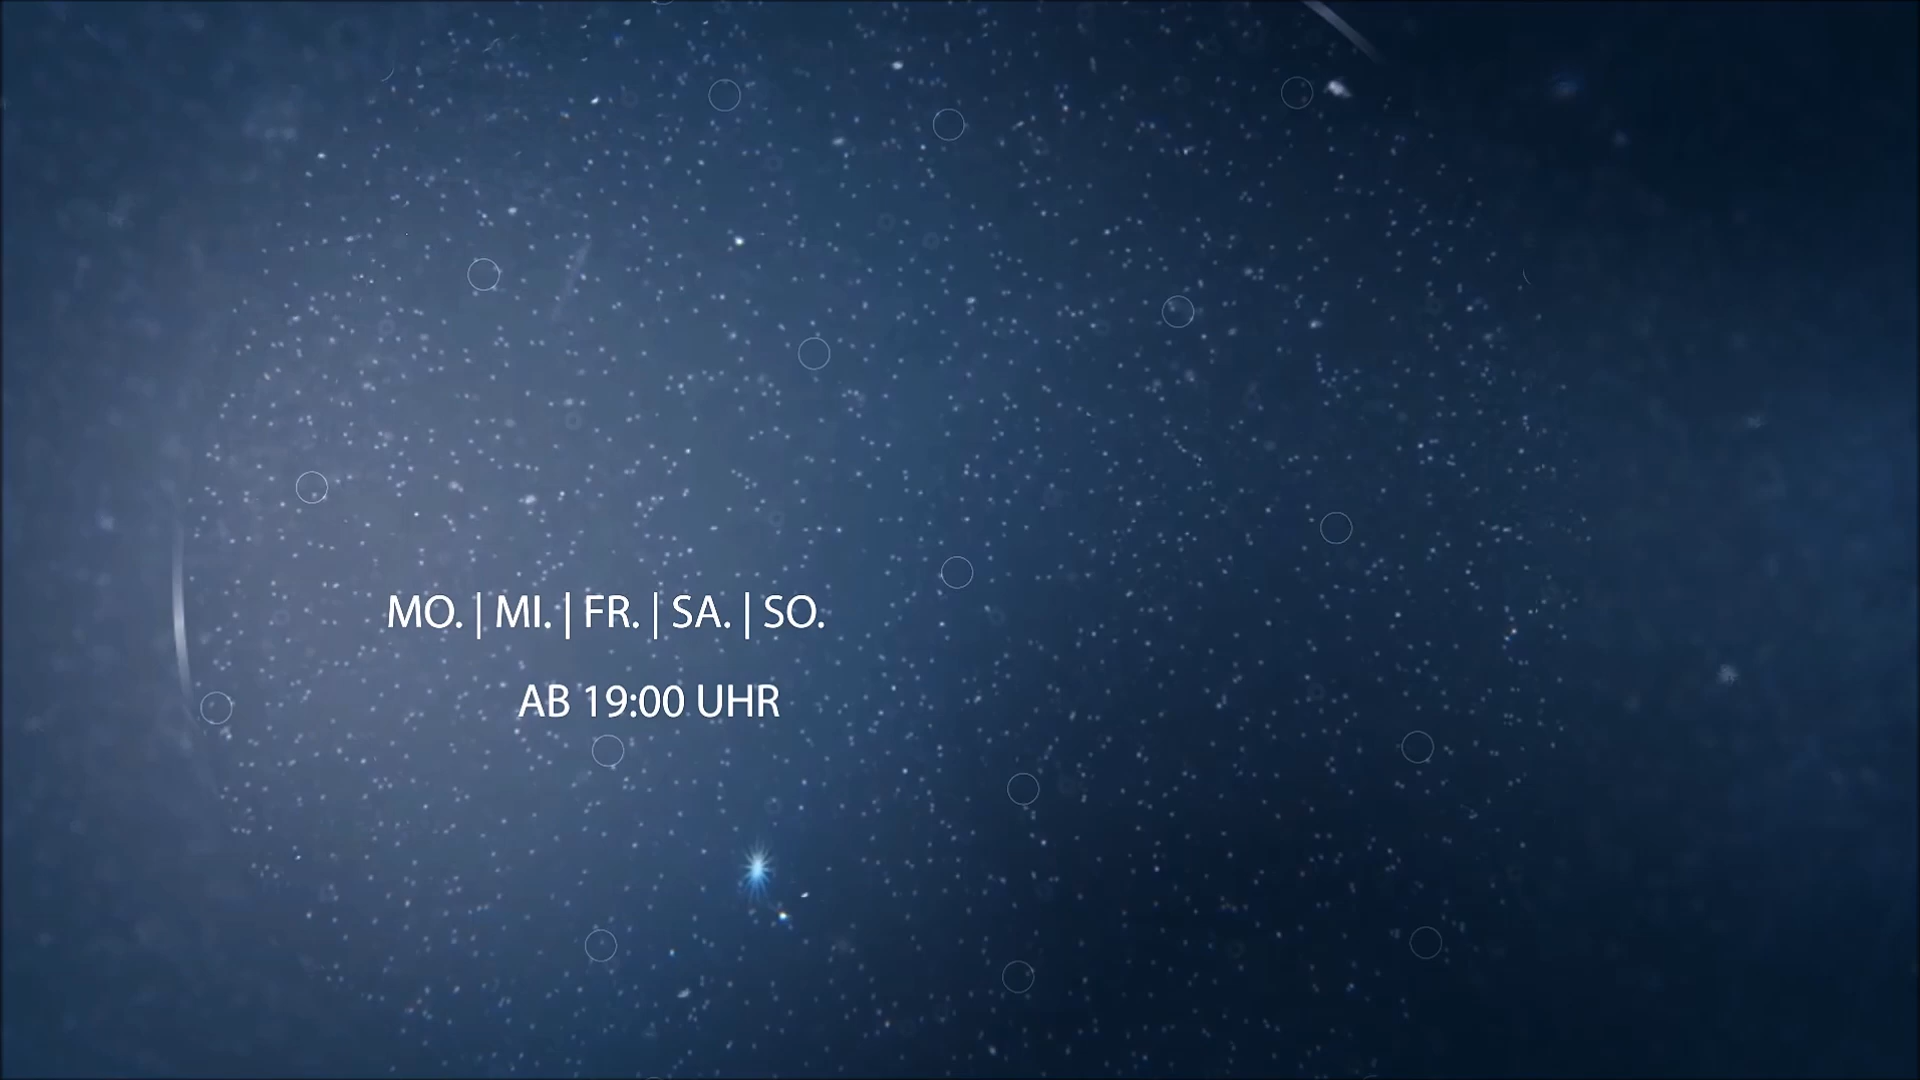 MO. | MI. | FR. | SA. | SO.
AB 19:00 UHR